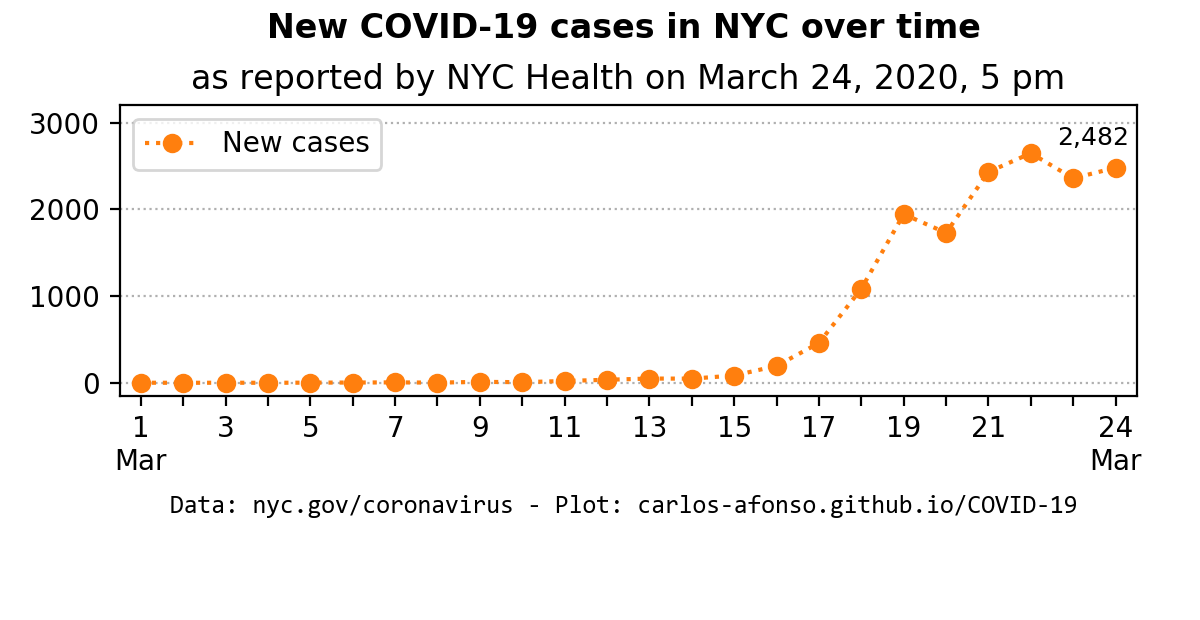 New COVID-19 cases in NYC over time
as reported by NYC Health on March 24, 2020, 5 pm
3000
New cases
2,482
2000
1000
0
1 3 5 7 9 11 13 15 17 19 21 24
Mar Mar
Data: nyc.gov/coronavirus - Plot: carlos-afonso.github.io/COVID-19